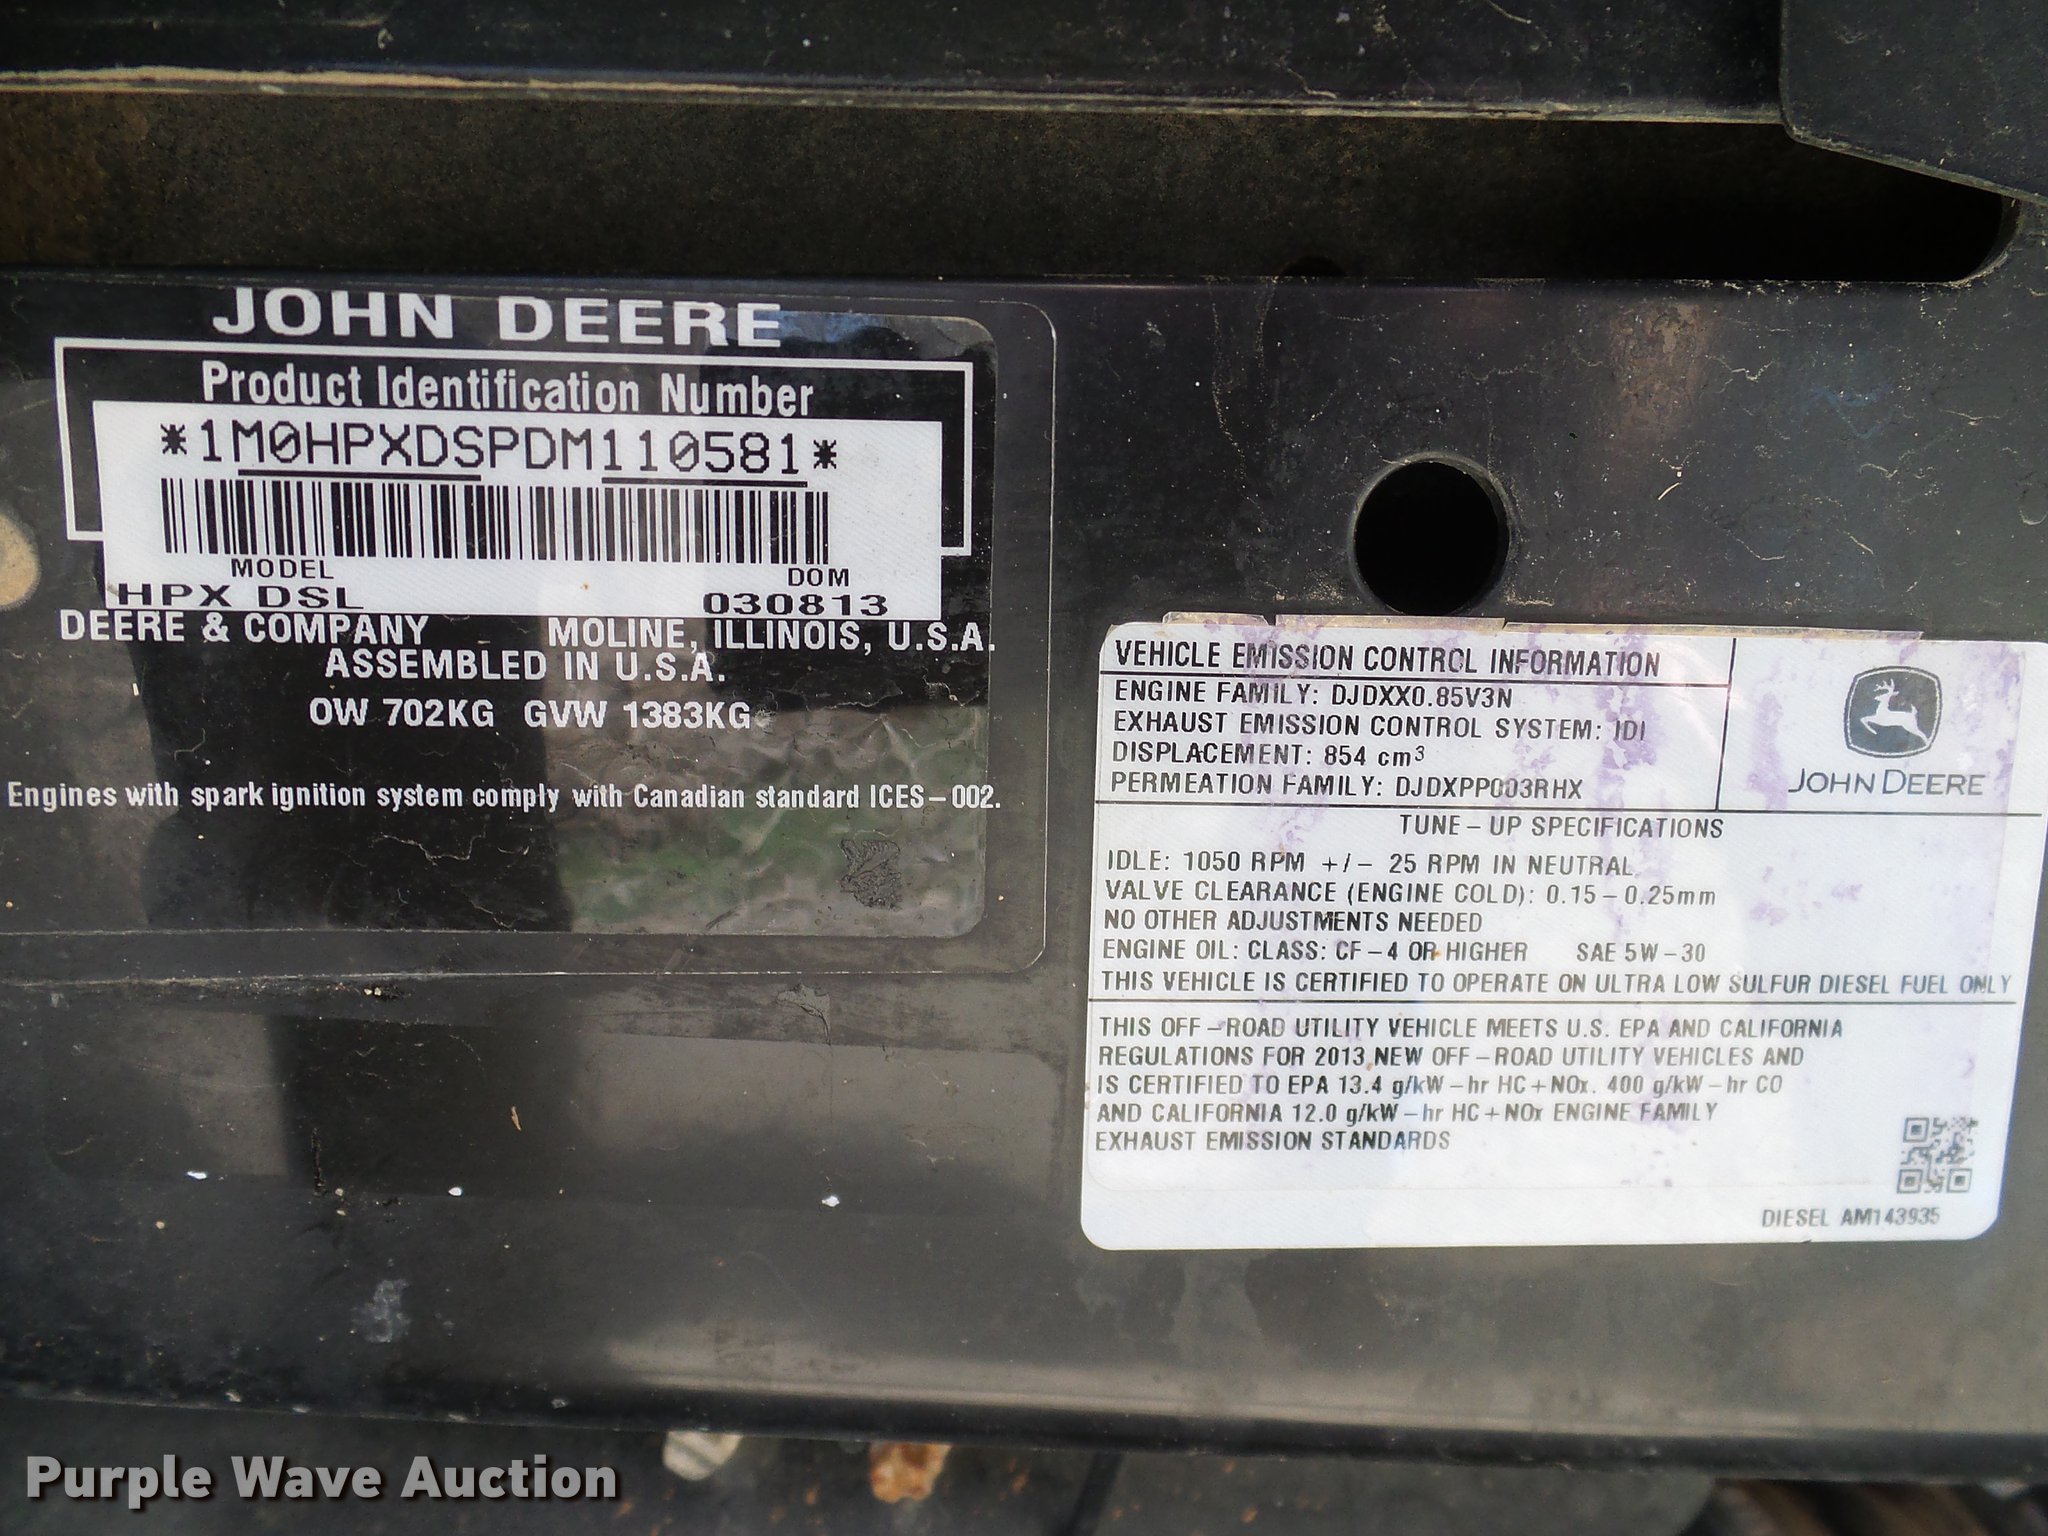 JOHN DEERE
Product Identification Number
*1M0HPXDSPDM110581*
MODEL DOM
HPX DSL 030813
DEERE & COMPANY MOLINE, ILLINOIS, U.S.A.
ASSEMBLED IN U.S.A.
OW 702KG GVW 1383KG
Engines with spark ignition system comply with Canadian standard ICES-002.
VEHICLE EMISSION CONTROL INFORMATION
ENGINE FAMILY: DJDXX0.85V3N
EXHAUST EMISSION CONTROL SYSTEM: IDI
DISPLACEMENT: 854 cm³
PERMEATION FAMILY: DJDXPP003RHX
JOHN DEERE
TUNE-UP SPECIFICATIONS
IDLE: 1050 RPM +/- 25 RPM IN NEUTRAL
VALVE CLEARANCE (ENGINE COLD): 0.15-0.25mm
NO OTHER ADJUSTMENTS NEEDED
ENGINE OIL: CLASS: CF-4 OR HIGHER SAE 5W-30
THIS VEHICLE IS CERTIFIED TO OPERATE ON ULTRA LOW SULFUR DIESEL FUEL ONLY
THIS OFF-ROAD UTILITY VEHICLE MEETS U.S. EPA AND CALIFORNIA
REGULATIONS FOR 2013 NEW OFF-ROAD UTILITY VEHICLES AND
IS CERTIFIED TO EPA 13.4 g/kW-hr HC+NOx. 400 g/kW-hr CO
AND CALIFORNIA 12.0 g/kW-hr HC+NOx ENGINE FAMILY
EXHAUST EMISSION STANDARDS
DIESEL AM143935
Purple Wave Auction